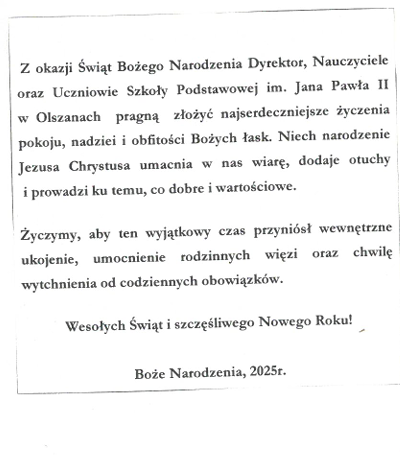 Z okazji Świąt Bożego Narodzenia Dyrektor, Nauczyciele
oraz Uczniowie Szkoły Podstawowej im. Jana Pawła II
w Olszanach pragną złożyć najserdeczniejsze życzenia
pokoju, nadziei i obfitości Bożych łask. Niech narodzenie
Jezusa Chrystusa umacnia w nas wiarę, dodaje otuchy
i prowadzi ku temu, co dobre i wartościowe.
Życzymy, aby ten wyjątkowy czas przyniósł wewnętrzne
ukojenie, umocnienie rodzinnych więzi oraz chwilę
wytchnienia od codziennych obowiązków.
Wesołych Świąt i szczęśliwego Nowego Roku!
Boże Narodzenia, 2025r.